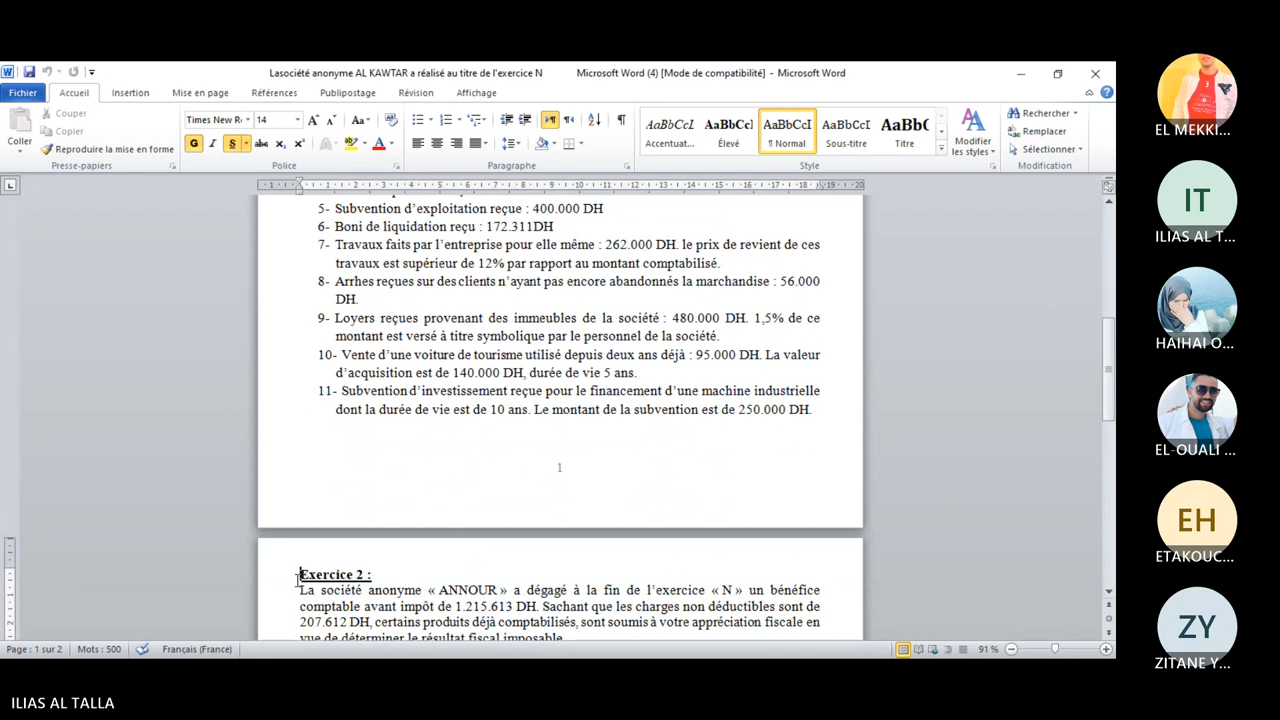 Lasociété anonyme AL KAWTAR a réalisé au titre de l'exercice N Microsoft Word (4) [Mode de compatibilité] - Microsoft Word
Fichier Accueil Insertion Mise en page Références Publipostage Révision Affichage
Couper
Copier
Reproduire la mise en forme
Coller
Presse-papiers
Times New R 14
G I S abc x₂ x²
Police
Paragraphe
AaBbCcL AaBbCc AaBbCcI AaBbCcI AaBb(
Accentuat... Élevé ¶ Normal Sous-titre Titre
Modifier
les styles
Style
Rechercher
Remplacer
Sélectionner
Modification
5- Subvention d'exploitation reçue : 400.000 DH
6- Boni de liquidation reçu : 172.311DH
7- Travaux faits par l'entreprise pour elle même : 262.000 DH. le prix de revient de ces
travaux est supérieur de 12% par rapport au montant comptabilisé.
8- Arrhes reçues sur des clients n'ayant pas encore abandonnés la marchandise : 56.000
DH.
9- Loyers reçues provenant des immeubles de la société : 480.000 DH. 1,5% de ce
montant est versé à titre symbolique par le personnel de la société.
10- Vente d'une voiture de tourisme utilisé depuis deux ans déjà : 95.000 DH. La valeur
d'acquisition est de 140.000 DH, durée de vie 5 ans.
11- Subvention d'investissement reçue pour le financement d'une machine industrielle
dont la durée de vie est de 10 ans. Le montant de la subvention est de 250.000 DH.
1
Exercice 2 :
La société anonyme « ANNOUR » a dégagé à la fin de l'exercice « N » un bénéfice
comptable avant impôt de 1.215.613 DH. Sachant que les charges non déductibles sont de
207.612 DH, certains produits déjà comptabilisés, sont soumis à votre appréciation fiscale en
vue de déterminer le résultat fiscal imposable.
Page : 1 sur 2 Mots : 500 Français (France) 91 %
EL MEKKI...
IT
ILIAS AL T...
HAIHAI O...
EL-OUALI ...
EH
ETAKOUC...
ZY
ZITANE Y...
ILIAS AL TALLA